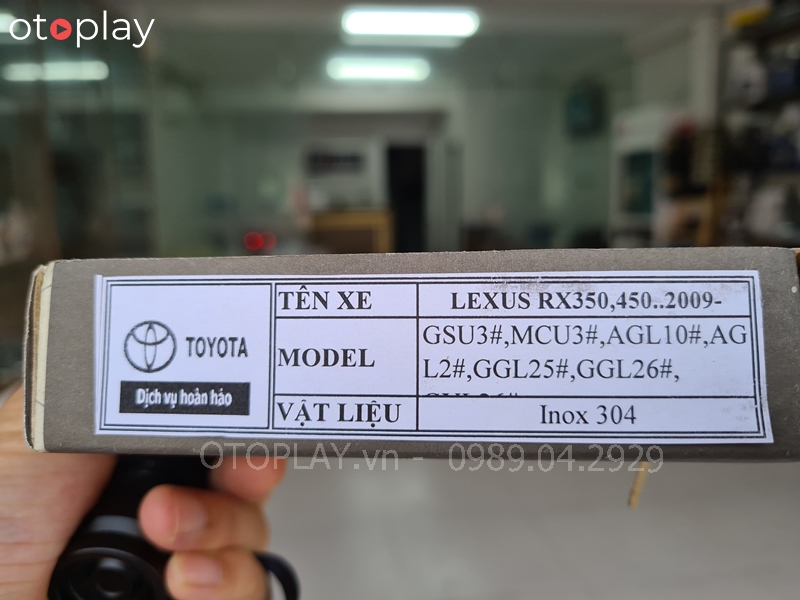 otoplay
TÊN XE
LEXUS RX350,450..2009-
MODEL
GSU3#,MCU3#,AGL10#,AG
L2#,GGL25#,GGL26#,
TOYOTA
Dịch vụ hoàn hảo
VẬT LIỆU
Inox 304
OTOPLAY.vn - 0989.04.2929